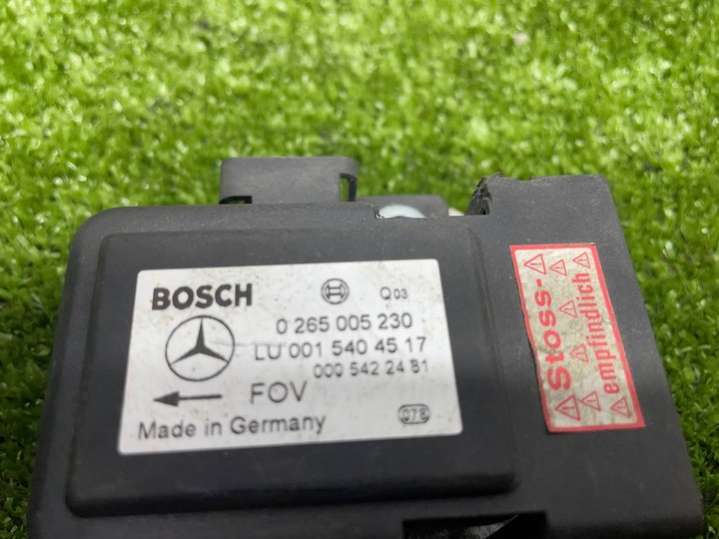 BOSCH
Q03
0 265 005 230
LU 001 540 45 17
000 542 24 81
FOV
Made in Germany
078
Stoss-
empfindlich